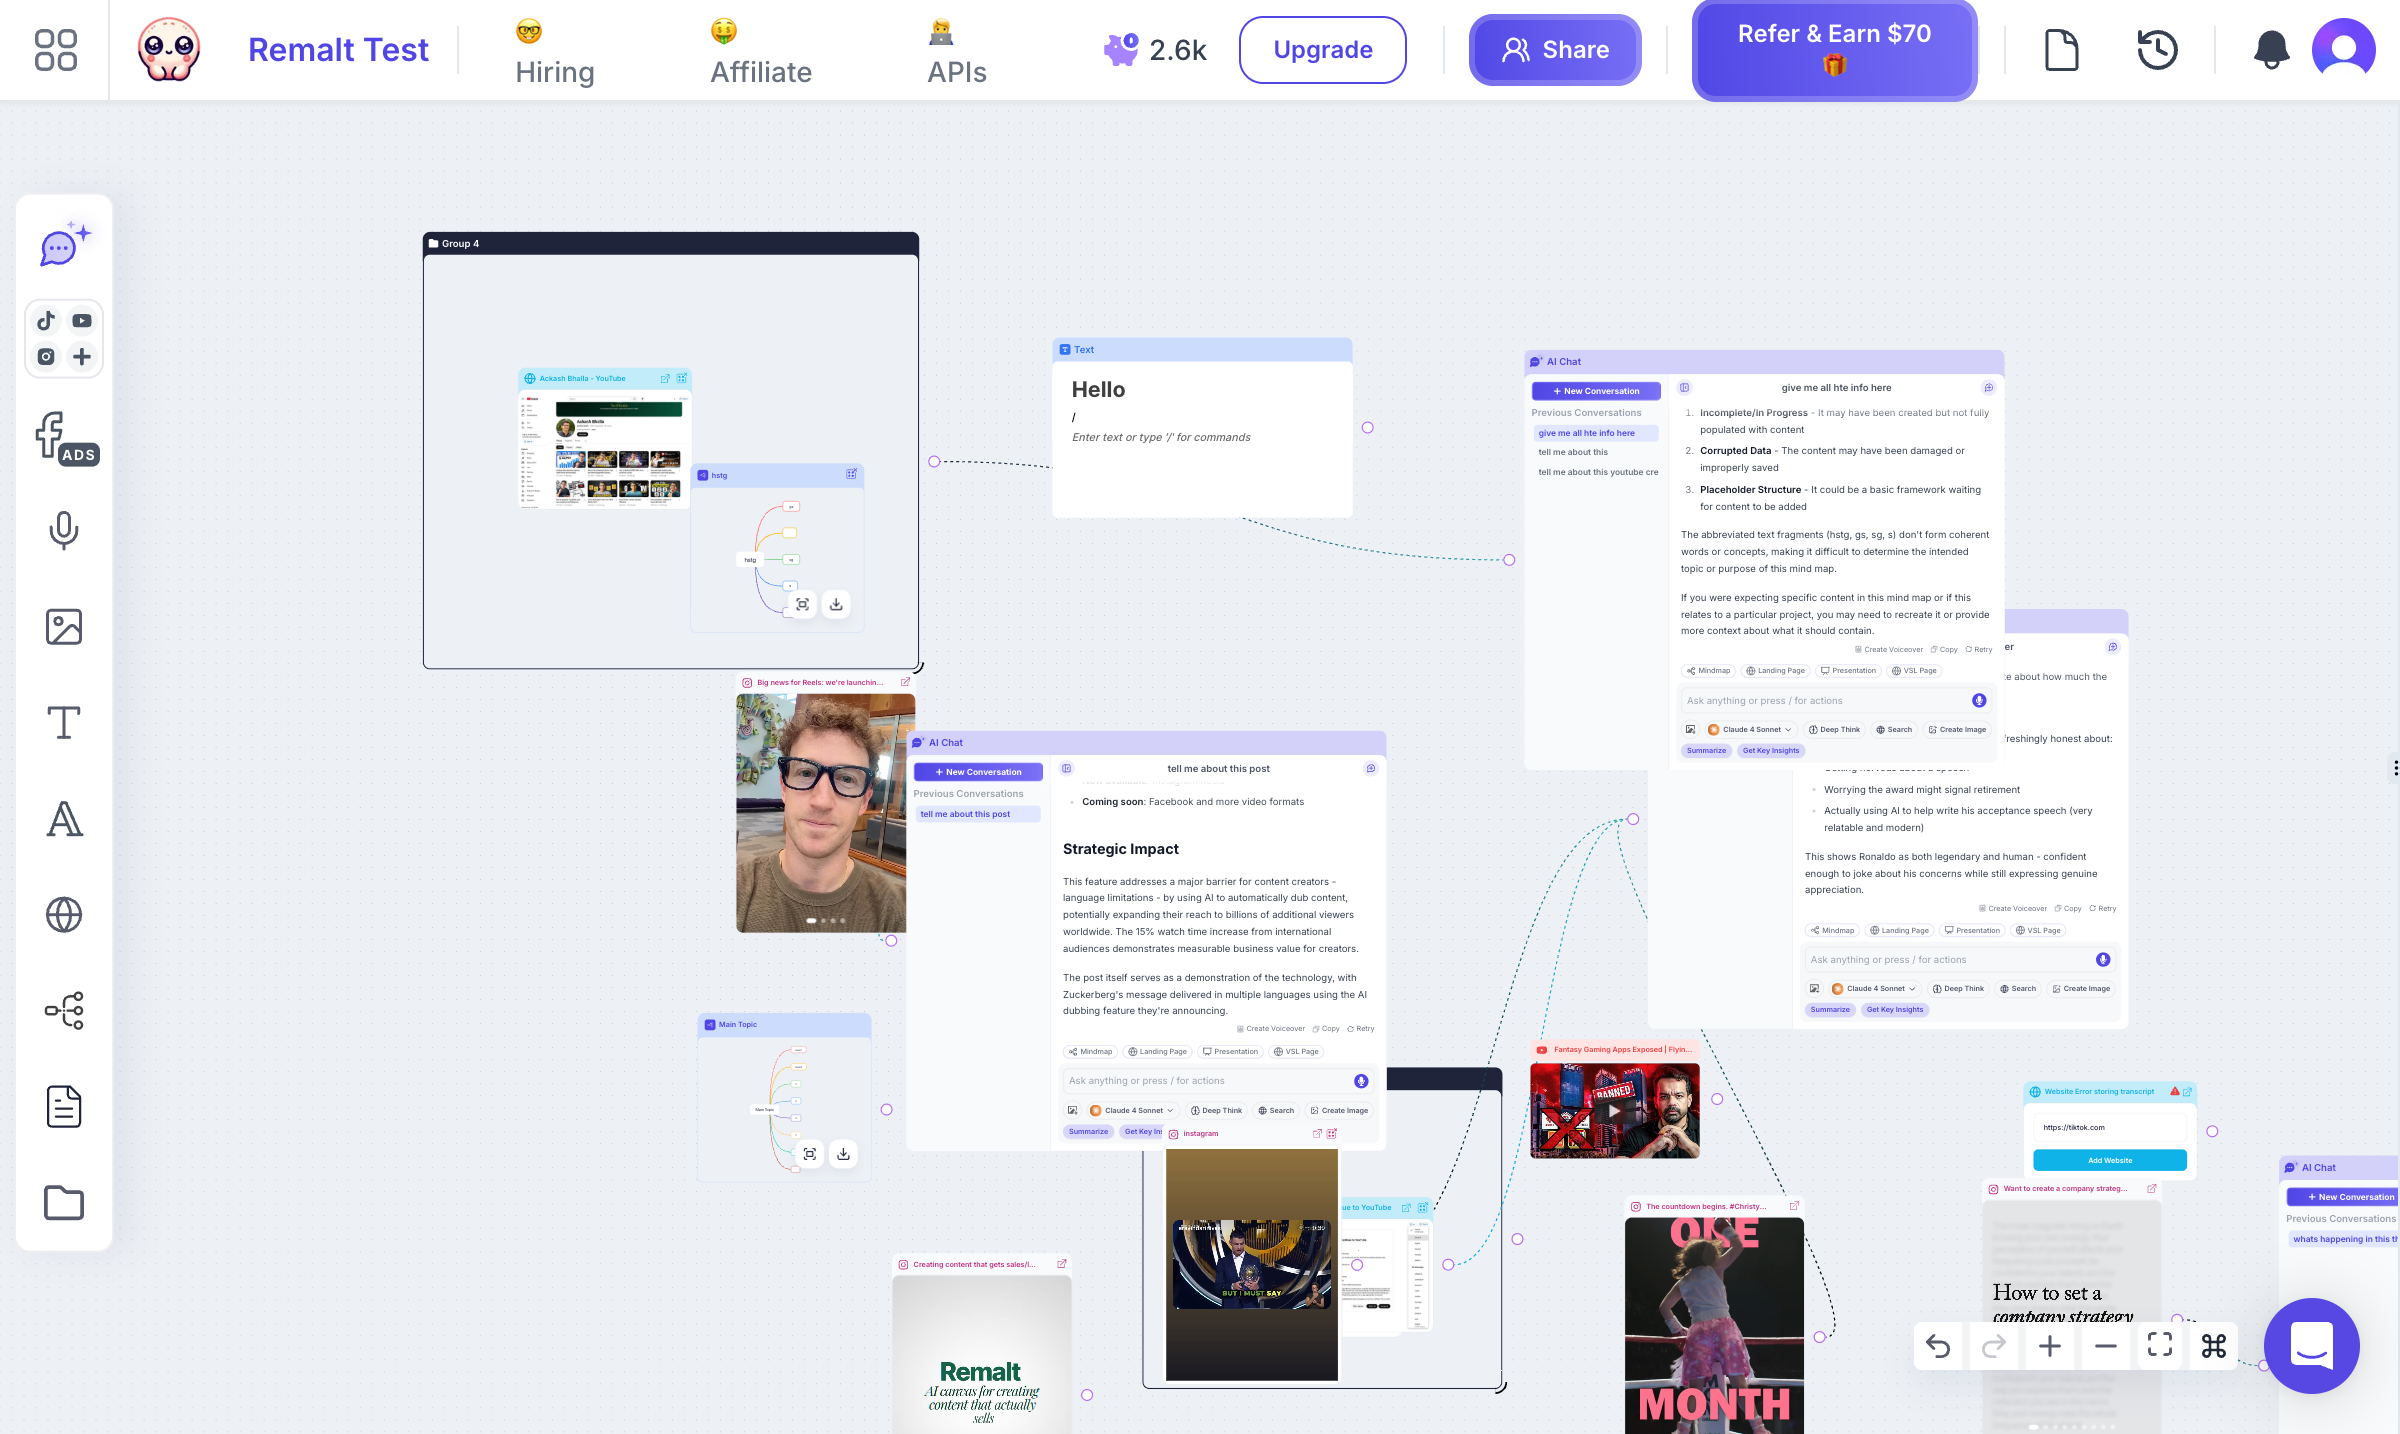 Remalt Test
Hiring
Affiliate
APIs
2.6k
Upgrade
Share
Refer & Earn $70
ADS
Group 4
Aakash Bhalla - YouTube
hstg
hstg
Text
Hello
/
Enter text or type '/' for commands
AI Chat
+ New Conversation
Previous Conversations
give me all hte info here
tell me about this
tell me about this youtube cre
give me all hte info here
1. Incomplete/In Progress - It may have been created but not fully
populated with content
2. Corrupted Data - The content may have been damaged or
improperly saved
3. Placeholder Structure - It could be a basic framework waiting
for content to be added
The abbreviated text fragments (hstg, gs, sg, s) don't form coherent
words or concepts, making it difficult to determine the intended
topic or purpose of this mind map.
If you were expecting specific content in this mind map or if this
relates to a particular project, you may need to recreate it or provide
more context about what it should contain.
Create Voiceover Copy Retry
Mindmap Landing Page Presentation VSL Page
Ask anything or press / for actions
Claude 4 Sonnet Deep Think Search Create Image
Summarize Get Key Insights
er
te about how much the
freshingly honest about:
Worrying the award might signal retirement
Actually using AI to help write his acceptance speech (very
relatable and modern)
This shows Ronaldo as both legendary and human - confident
enough to joke about his concerns while still expressing genuine
appreciation.
Create Voiceover Copy Retry
Mindmap Landing Page Presentation VSL Page
Ask anything or press / for actions
Claude 4 Sonnet Deep Think Search Create Image
Summarize Get Key Insights
Big news for Reels: we're launchin...
AI Chat
+ New Conversation
Previous Conversations
tell me about this post
tell me about this post
Coming soon: Facebook and more video formats
Strategic Impact
This feature addresses a major barrier for content creators -
language limitations - by using AI to automatically dub content,
potentially expanding their reach to billions of additional viewers
worldwide. The 15% watch time increase from international
audiences demonstrates measurable business value for creators.
The post itself serves as a demonstration of the technology, with
Zuckerberg's message delivered in multiple languages using the AI
dubbing feature they're announcing.
Create Voiceover Copy Retry
Mindmap Landing Page Presentation VSL Page
Ask anything or press / for actions
Claude 4 Sonnet Deep Think Search Create Image
Summarize Get Key Ins
Main Topic
Main Topic
instagram
BUT I MUST SAY
ue to YouTube
Fantasy Gaming Apps Exposed | Flyin...
BANNED
Website Error storing transcript
https://tiktok.com
Add Website
Want to create a company strateg...
How to set a
company strategy
The countdown begins. #Christy...
ONE
MONTH
Creating content that gets sales/l...
Remalt
AI canvas for creating
content that actually
sells
AI Chat
+ New Conversation
Previous Conversations
whats happening in this th